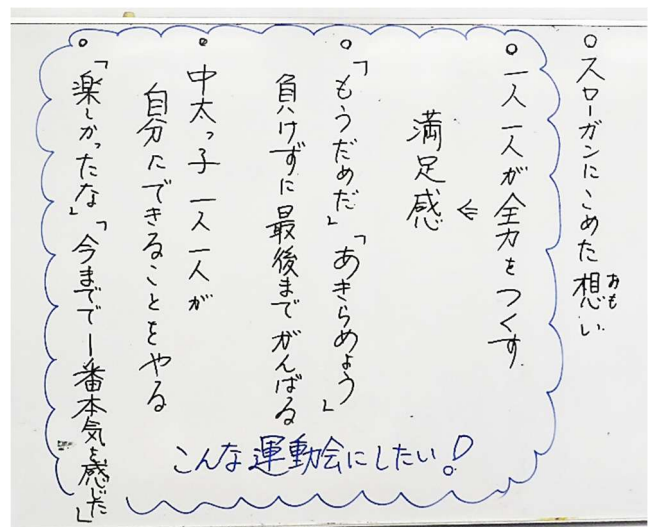 ○スローガンにこめた想い
おも
○一人一人が全力をつくす
⇓
満足感
○「もうだめだ」「あきらめよう」
負けずに最後までがんばる
○中太っ子一人一人が
自分にできることをやる
○「楽しかったな」「今までで一番本気を感じた」
こんな運動会にしたい!